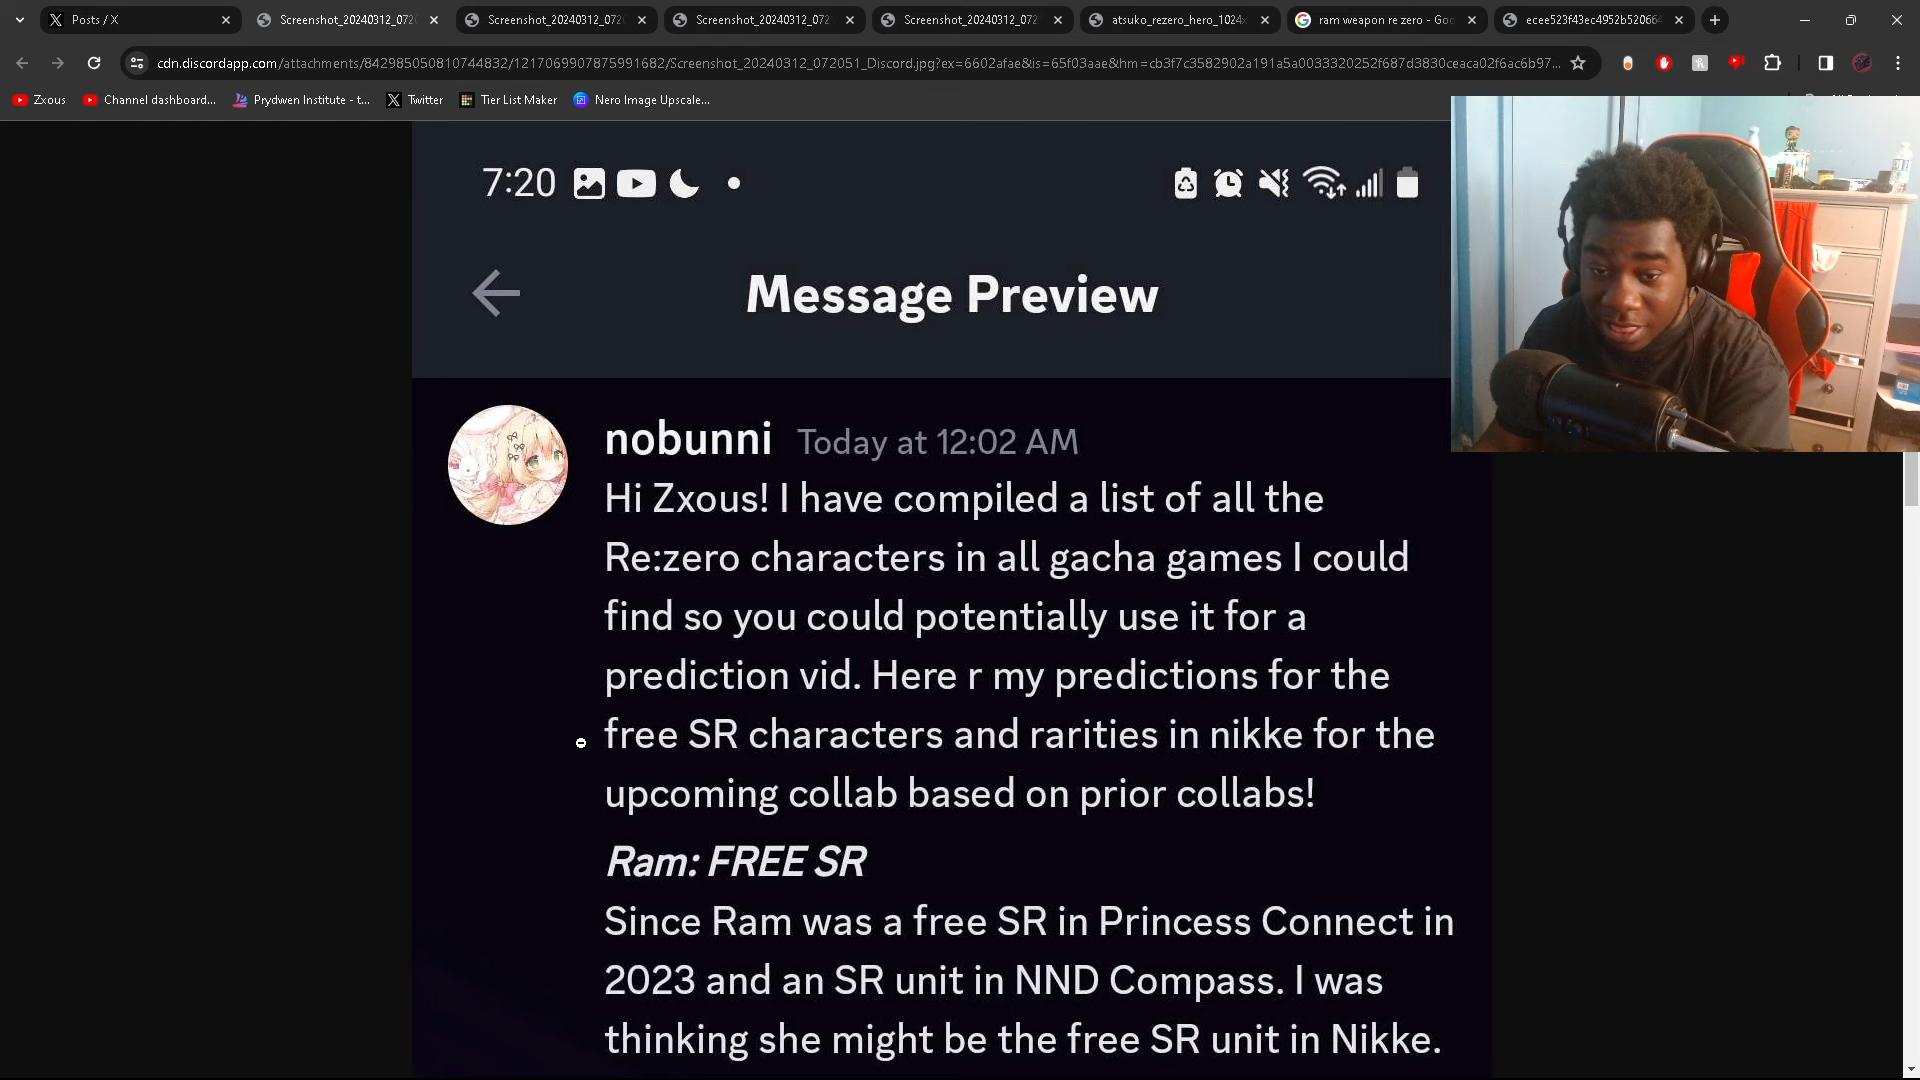 Posts / X
Screenshot_20240312_072
Screenshot_20240312_072
Screenshot_20240312_072
Screenshot_20240312_072
atsuko_rezero_hero_1024x
ram weapon re zero - Goo
ecee523f43ec4952b520664
cdn.discordapp.com/attachments/842985050810744832/1217069907875991682/Screenshot_20240312_072051_Discord.jpg?ex=6602afae&is=65f03aae&hm=cb3f7c3582902a191a5a0033320252f687d3830ceaca02f6ac6b97...
Zxous
Channel dashboard...
Prydwen Institute - t...
Twitter
Tier List Maker
Nero Image Upscale...
7:20
Message Preview
nobunni Today at 12:02 AM
Hi Zxous! I have compiled a list of all the
Re:zero characters in all gacha games I could
find so you could potentially use it for a
prediction vid. Here r my predictions for the
free SR characters and rarities in nikke for the
upcoming collab based on prior collabs!
Ram: FREE SR
Since Ram was a free SR in Princess Connect in
2023 and an SR unit in NND Compass. I was
thinking she might be the free SR unit in Nikke.